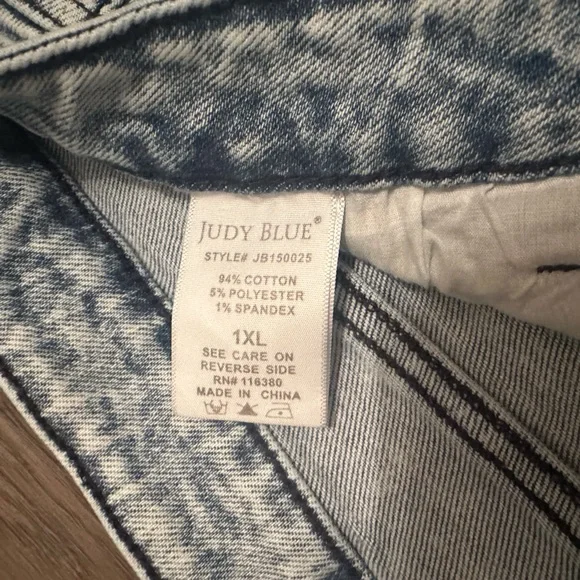 JUDY BLUE®
STYLE# JB150025
94% COTTON
5% POLYESTER
1% SPANDEX
1XL
SEE CARE ON
REVERSE SIDE
RN# 116380
MADE IN CHINA